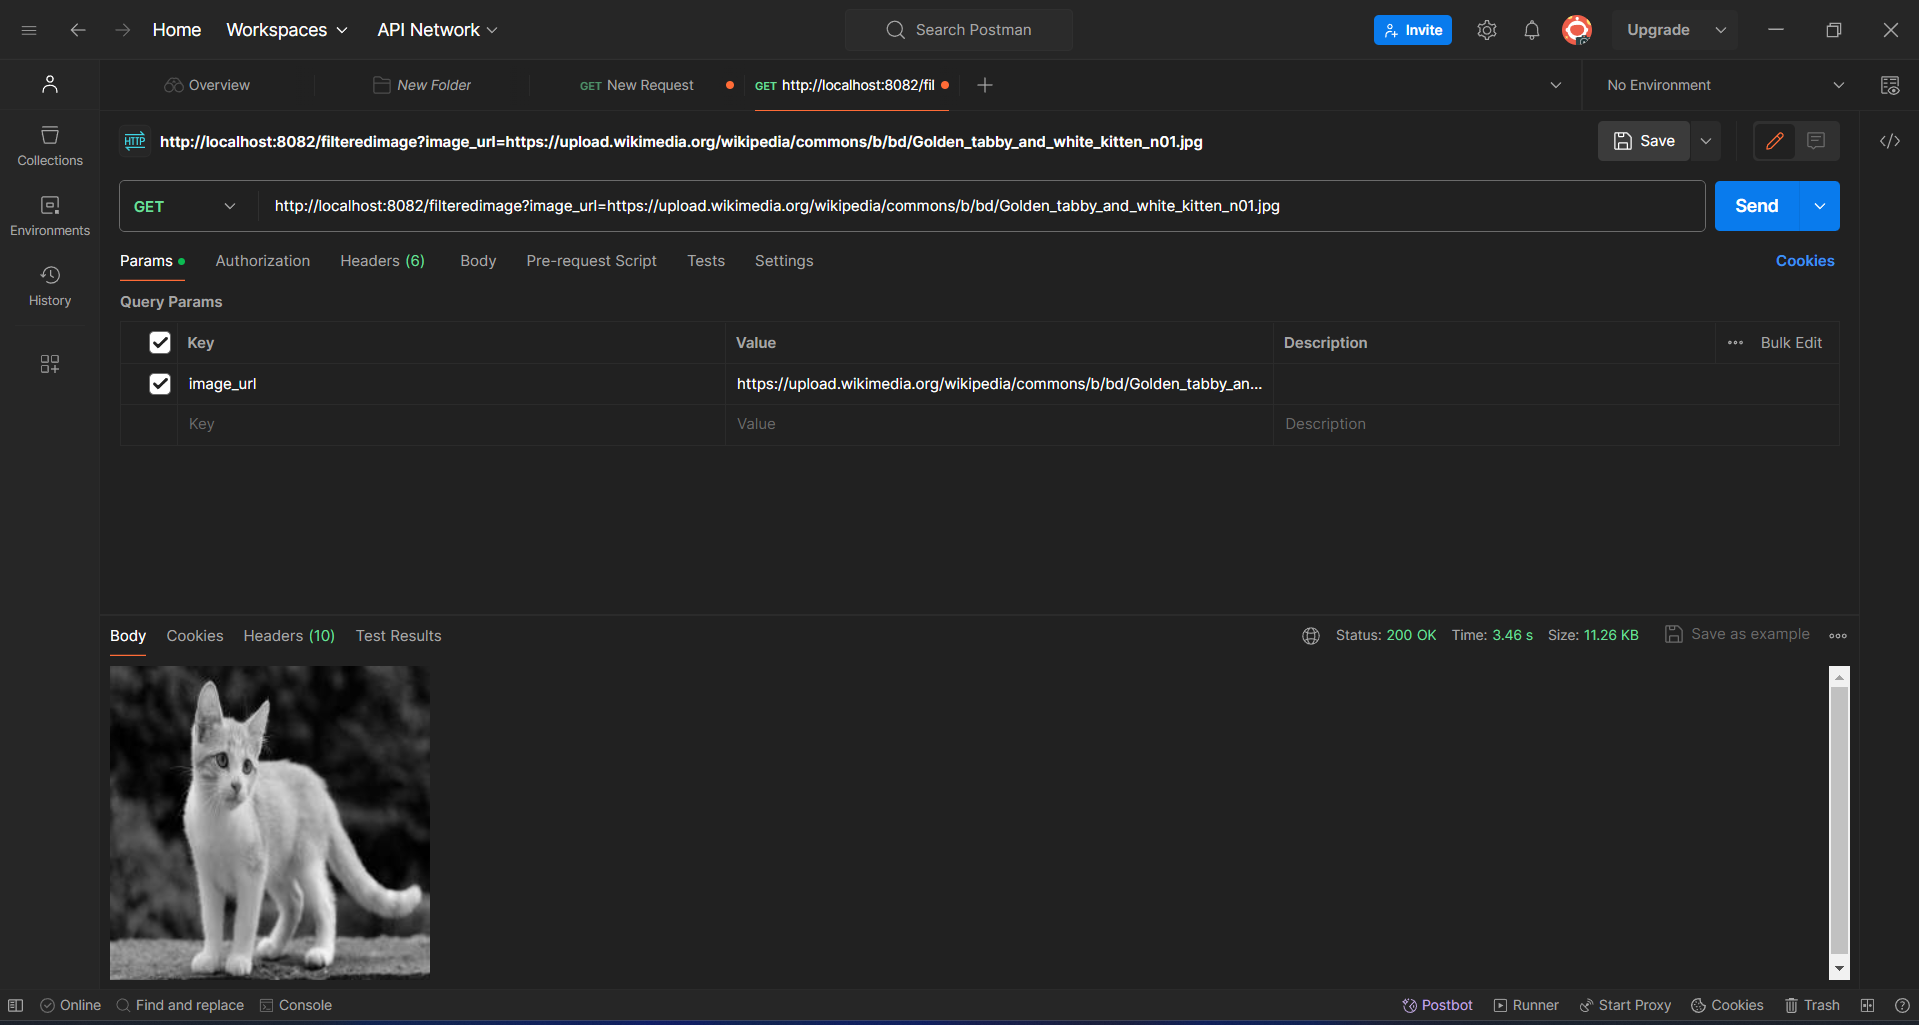 Home Workspaces API Network Search Postman Invite Upgrade
Overview New Folder GET New Request GET http://localhost:8082/fil No Environment
HTTP http://localhost:8082/filteredimage?image_url=https://upload.wikimedia.org/wikipedia/commons/b/bd/Golden_tabby_and_white_kitten_n01.jpg Save
Collections
Environments
History
GET http://localhost:8082/filteredimage?image_url=https://upload.wikimedia.org/wikipedia/commons/b/bd/Golden_tabby_and_white_kitten_n01.jpg Send
Params Authorization Headers (6) Body Pre-request Script Tests Settings Cookies
Query Params
Key Value Description Bulk Edit
image_url https://upload.wikimedia.org/wikipedia/commons/b/bd/Golden_tabby_an...
Key Value Description
Body Cookies Headers (10) Test Results Status: 200 OK Time: 3.46 s Size: 11.26 KB Save as example
Online Find and replace Console Postbot Runner Start Proxy Cookies Trash